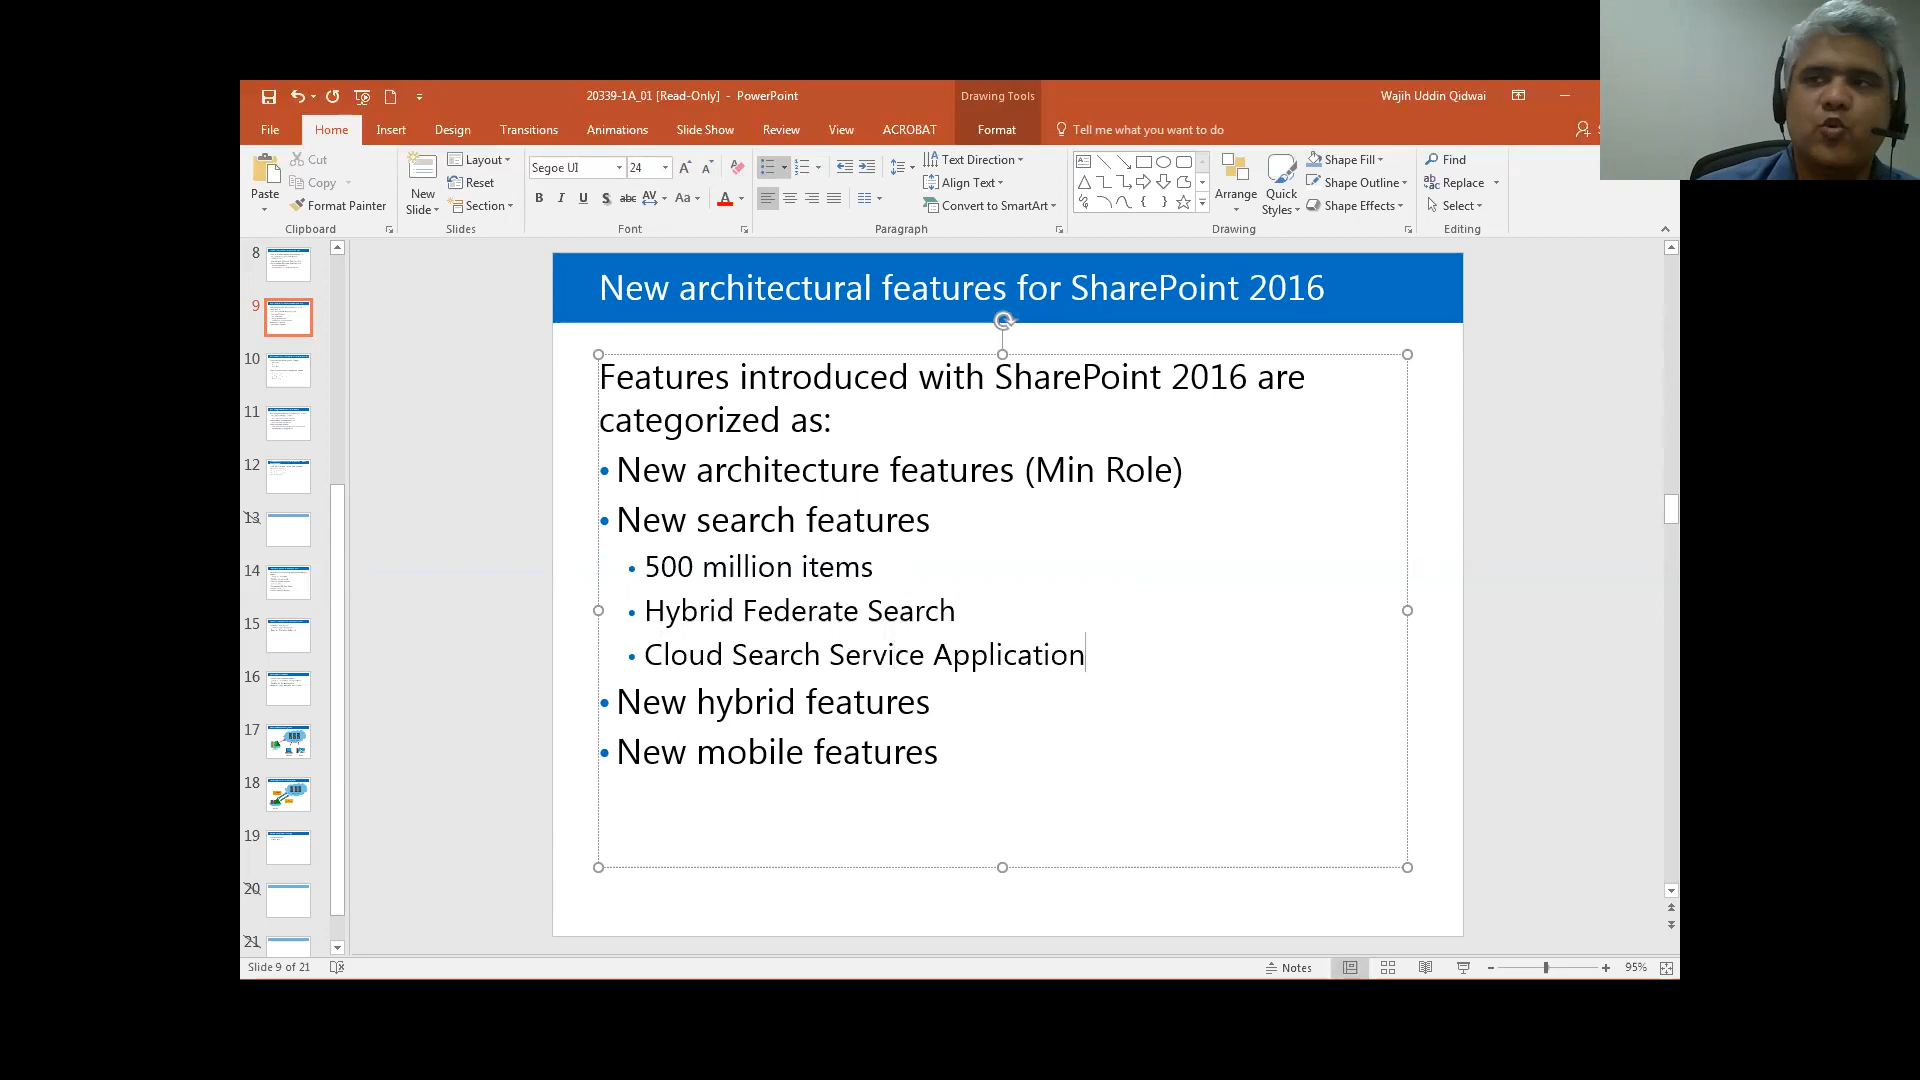 20339-1A_01 [Read-Only] - PowerPoint
Drawing Tools
Wajih Uddin Qidwai
File Home Insert Design Transitions Animations Slide Show Review View ACROBAT Format Tell me what you want to do
Paste
Cut
Copy
Format Painter
Clipboard
New
Slide
Layout
Reset
Section
Slides
Segoe UI 24
B I U S abc AV Aa A
Font
Text Direction
Align Text
Convert to SmartArt
Paragraph
Arrange
Quick
Styles
Shape Fill
Shape Outline
Shape Effects
Drawing
Find
Replace
Select
Editing
8
9
10
11
12
13
14
15
16
17
18
19
20
21
New architectural features for SharePoint 2016
Features introduced with SharePoint 2016 are
categorized as:
• New architecture features (Min Role)
• New search features
• 500 million items
• Hybrid Federate Search
• Cloud Search Service Application
• New hybrid features
• New mobile features
Slide 9 of 21
Notes
95%